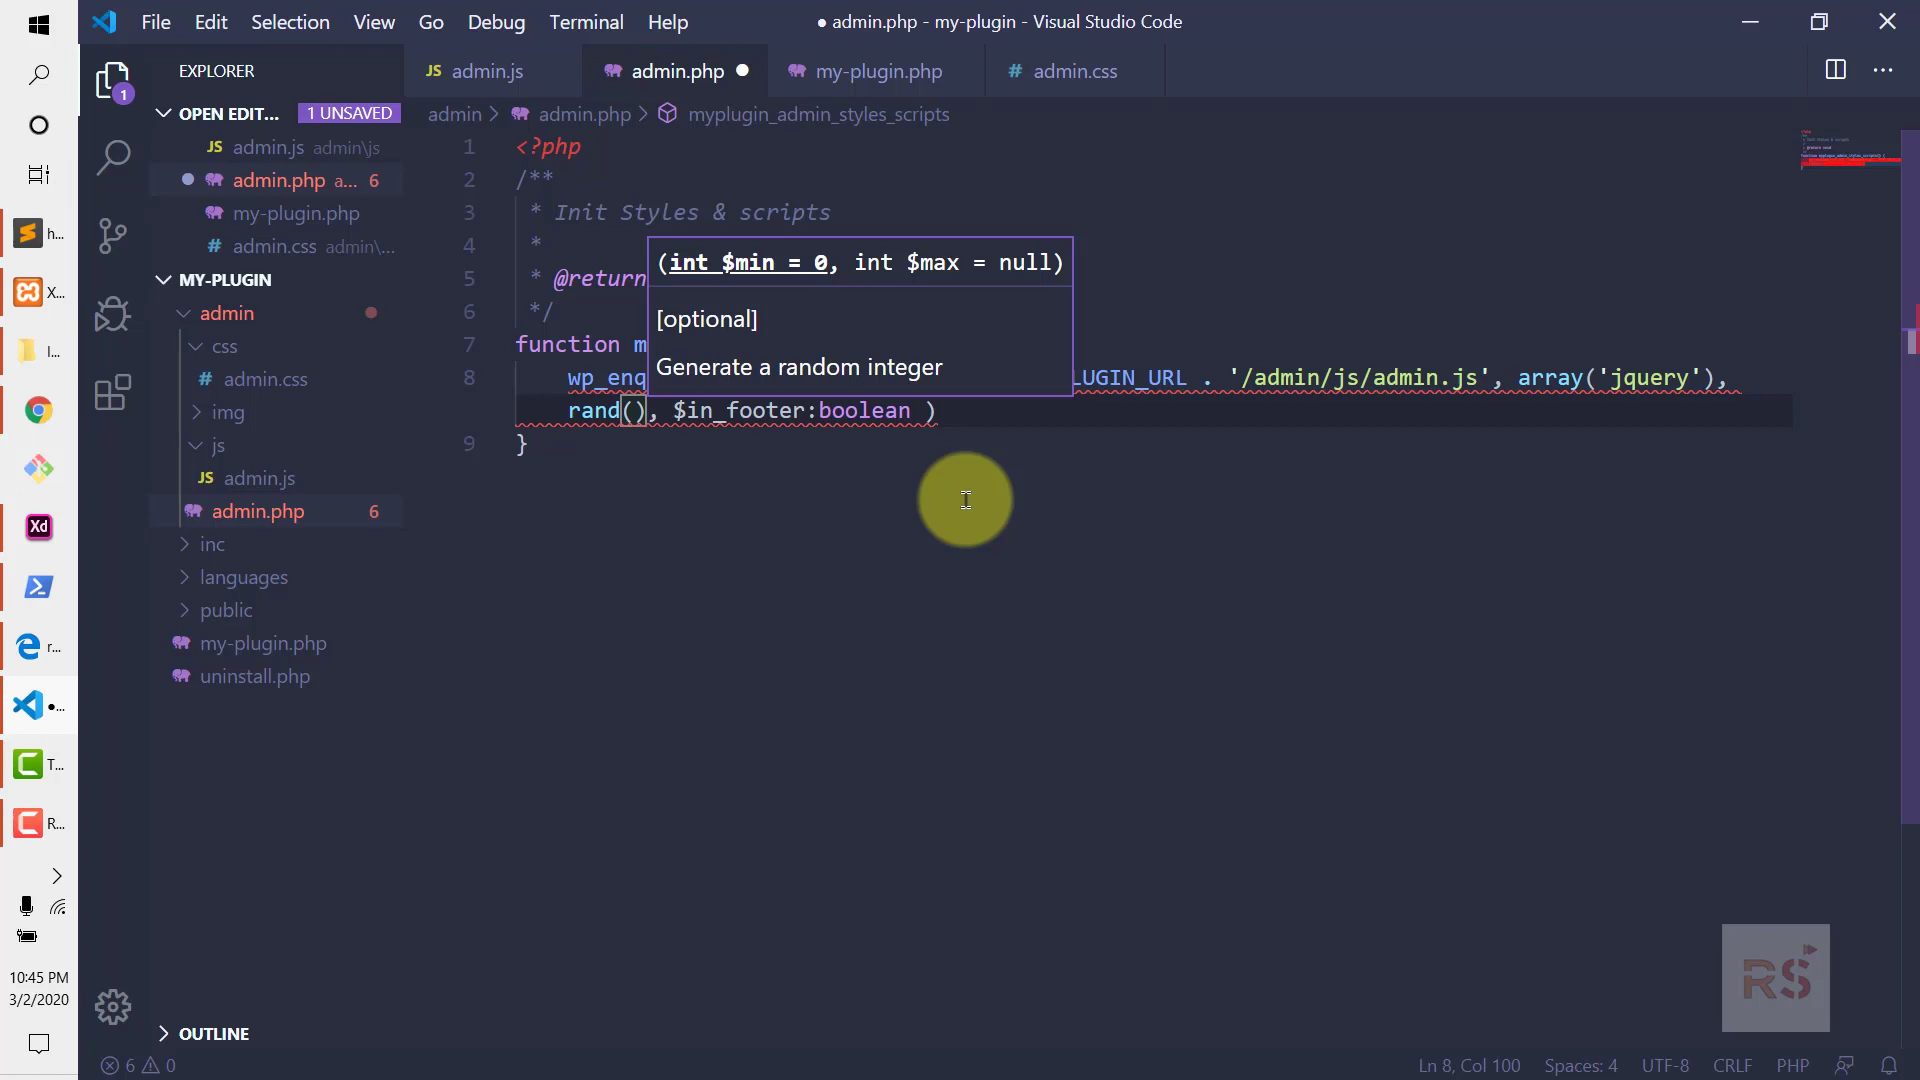 File Edit Selection View Go Debug Terminal Help
● admin.php - my-plugin - Visual Studio Code
EXPLORER
OPEN EDIT... 1 UNSAVED
JS admin.js admin\js
admin.php a... 6
my-plugin.php
# admin.css admin\...
MY-PLUGIN
admin
css
# admin.css
img
js
JS admin.js
admin.php 6
inc
languages
public
my-plugin.php
uninstall.php
OUTLINE
JS admin.js
admin.php
my-plugin.php
# admin.css
admin > admin.php > myplugin_admin_styles_scripts
1 <?php
2 /**
3 * Init Styles & scripts
4 *
5 * @return
6 */
7 function m
8 wp_enq LUGIN_URL . '/admin/js/admin.js', array('jquery'),
rand(), $in_footer:boolean )
9 }
(int $min = 0, int $max = null)
[optional]
Generate a random integer
1
h...
X...
l...
Xd
r...
●...
T...
R...
10:45 PM
3/2/2020
RS
6 0
Ln 8, Col 100 Spaces: 4 UTF-8 CRLF PHP